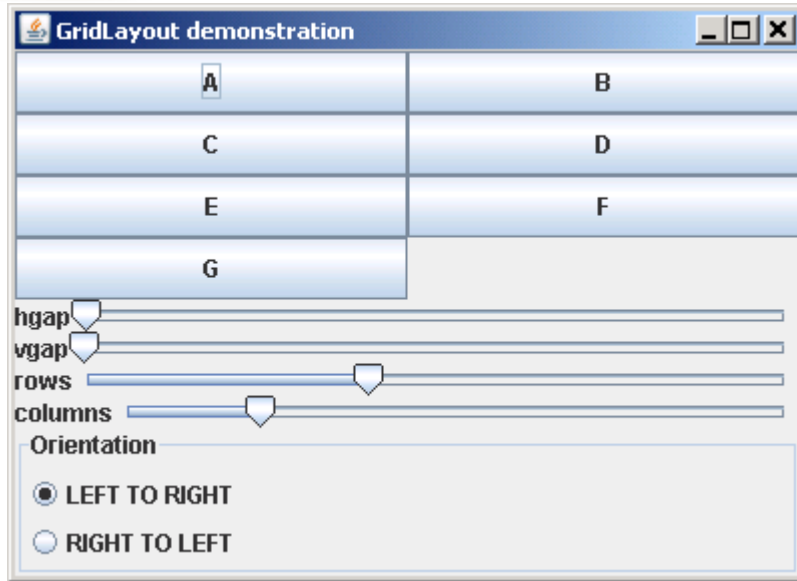 GridLayout demonstration
A B
C D
E F
G
hgap
vgap
rows
columns
Orientation
LEFT TO RIGHT
RIGHT TO LEFT